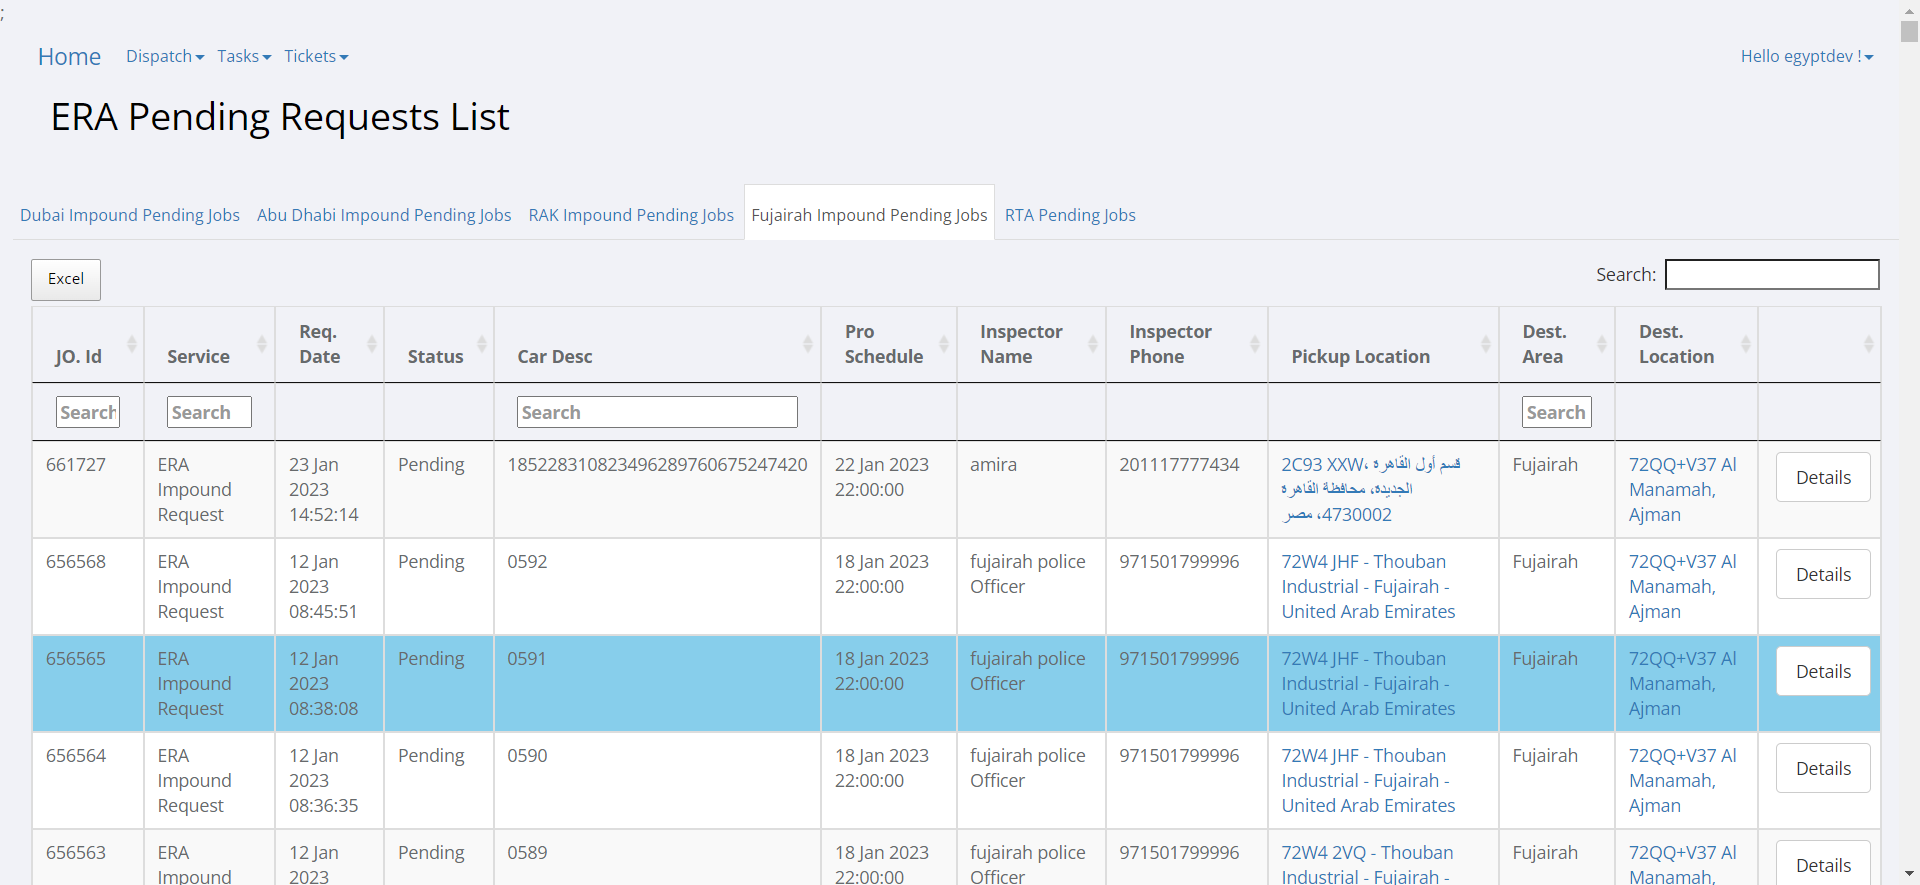 ;
Home Dispatch Tasks Tickets Hello egyptdev !
ERA Pending Requests List
Dubai Impound Pending Jobs Abu Dhabi Impound Pending Jobs RAK Impound Pending Jobs Fujairah Impound Pending Jobs RTA Pending Jobs
Excel Search:
JO. Id Service Req. Date Status Car Desc Pro Schedule Inspector Name Inspector Phone Pickup Location Dest. Area Dest. Location
Search Search Search Search
661727 ERA Impound Request 23 Jan 2023 14:52:14 Pending 185228310823496289760675247420 22 Jan 2023 22:00:00 amira 201117777434 2C93 XXW، قسم أول القاهرة الجديدة، محافظة القاهرة 4730002، مصر Fujairah 72QQ+V37 Al Manamah, Ajman Details
656568 ERA Impound Request 12 Jan 2023 08:45:51 Pending 0592 18 Jan 2023 22:00:00 fujairah police Officer 971501799996 72W4 JHF - Thouban Industrial - Fujairah - United Arab Emirates Fujairah 72QQ+V37 Al Manamah, Ajman Details
656565 ERA Impound Request 12 Jan 2023 08:38:08 Pending 0591 18 Jan 2023 22:00:00 fujairah police Officer 971501799996 72W4 JHF - Thouban Industrial - Fujairah - United Arab Emirates Fujairah 72QQ+V37 Al Manamah, Ajman Details
656564 ERA Impound Request 12 Jan 2023 08:36:35 Pending 0590 18 Jan 2023 22:00:00 fujairah police Officer 971501799996 72W4 JHF - Thouban Industrial - Fujairah - United Arab Emirates Fujairah 72QQ+V37 Al Manamah, Ajman Details
656563 ERA Impound 12 Jan 2023 Pending 0589 18 Jan 2023 22:00:00 fujairah police Officer 971501799996 72W4 2VQ - Thouban Industrial - Fujairah - Fujairah 72QQ+V37 Al Manamah, Details